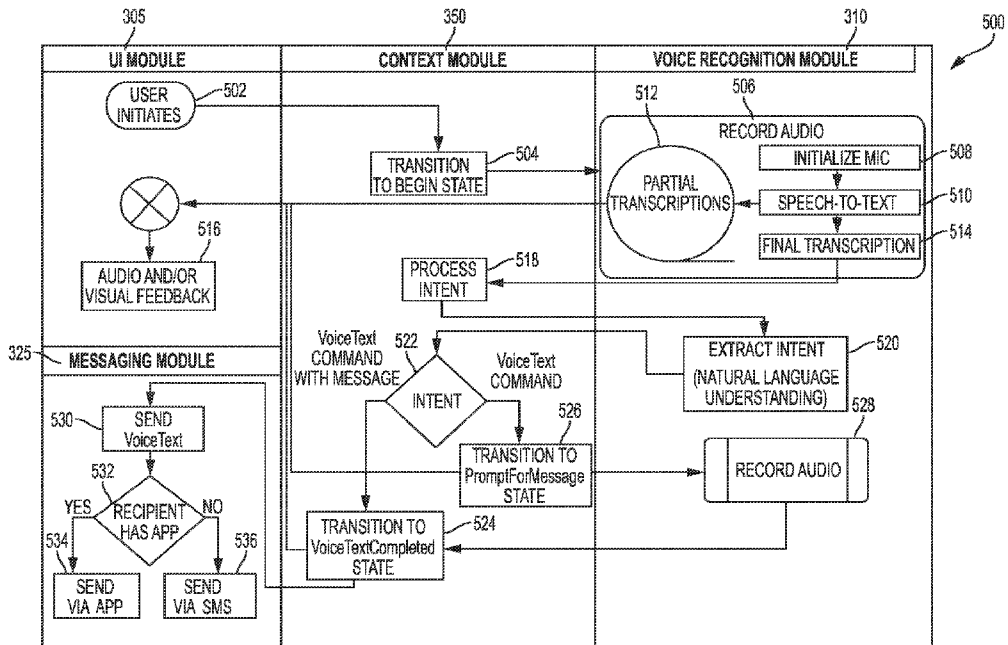 305
350
310
500
UI MODULE
CONTEXT MODULE
VOICE RECOGNITION MODULE
USER
INITIATES
502
504
TRANSITION
TO BEGIN STATE
506
RECORD AUDIO
512
PARTIAL
TRANSCRIPTIONS
INITIALIZE MIC
508
SPEECH-TO-TEXT
510
FINAL TRANSCRIPTION
514
516
AUDIO AND/OR
VISUAL FEEDBACK
518
PROCESS
INTENT
EXTRACT INTENT
(NATURAL LANGUAGE
UNDERSTANDING)
520
325
MESSAGING MODULE
VoiceText
COMMAND
WITH MESSAGE
522
INTENT
VoiceText
COMMAND
526
TRANSITION TO
PromptForMessage
STATE
528
RECORD AUDIO
530
SEND
VoiceText
532
YES
RECIPIENT
HAS APP
NO
TRANSITION TO
VoiceTextCompleted
STATE
524
534
SEND
VIA APP
536
SEND
VIA SMS